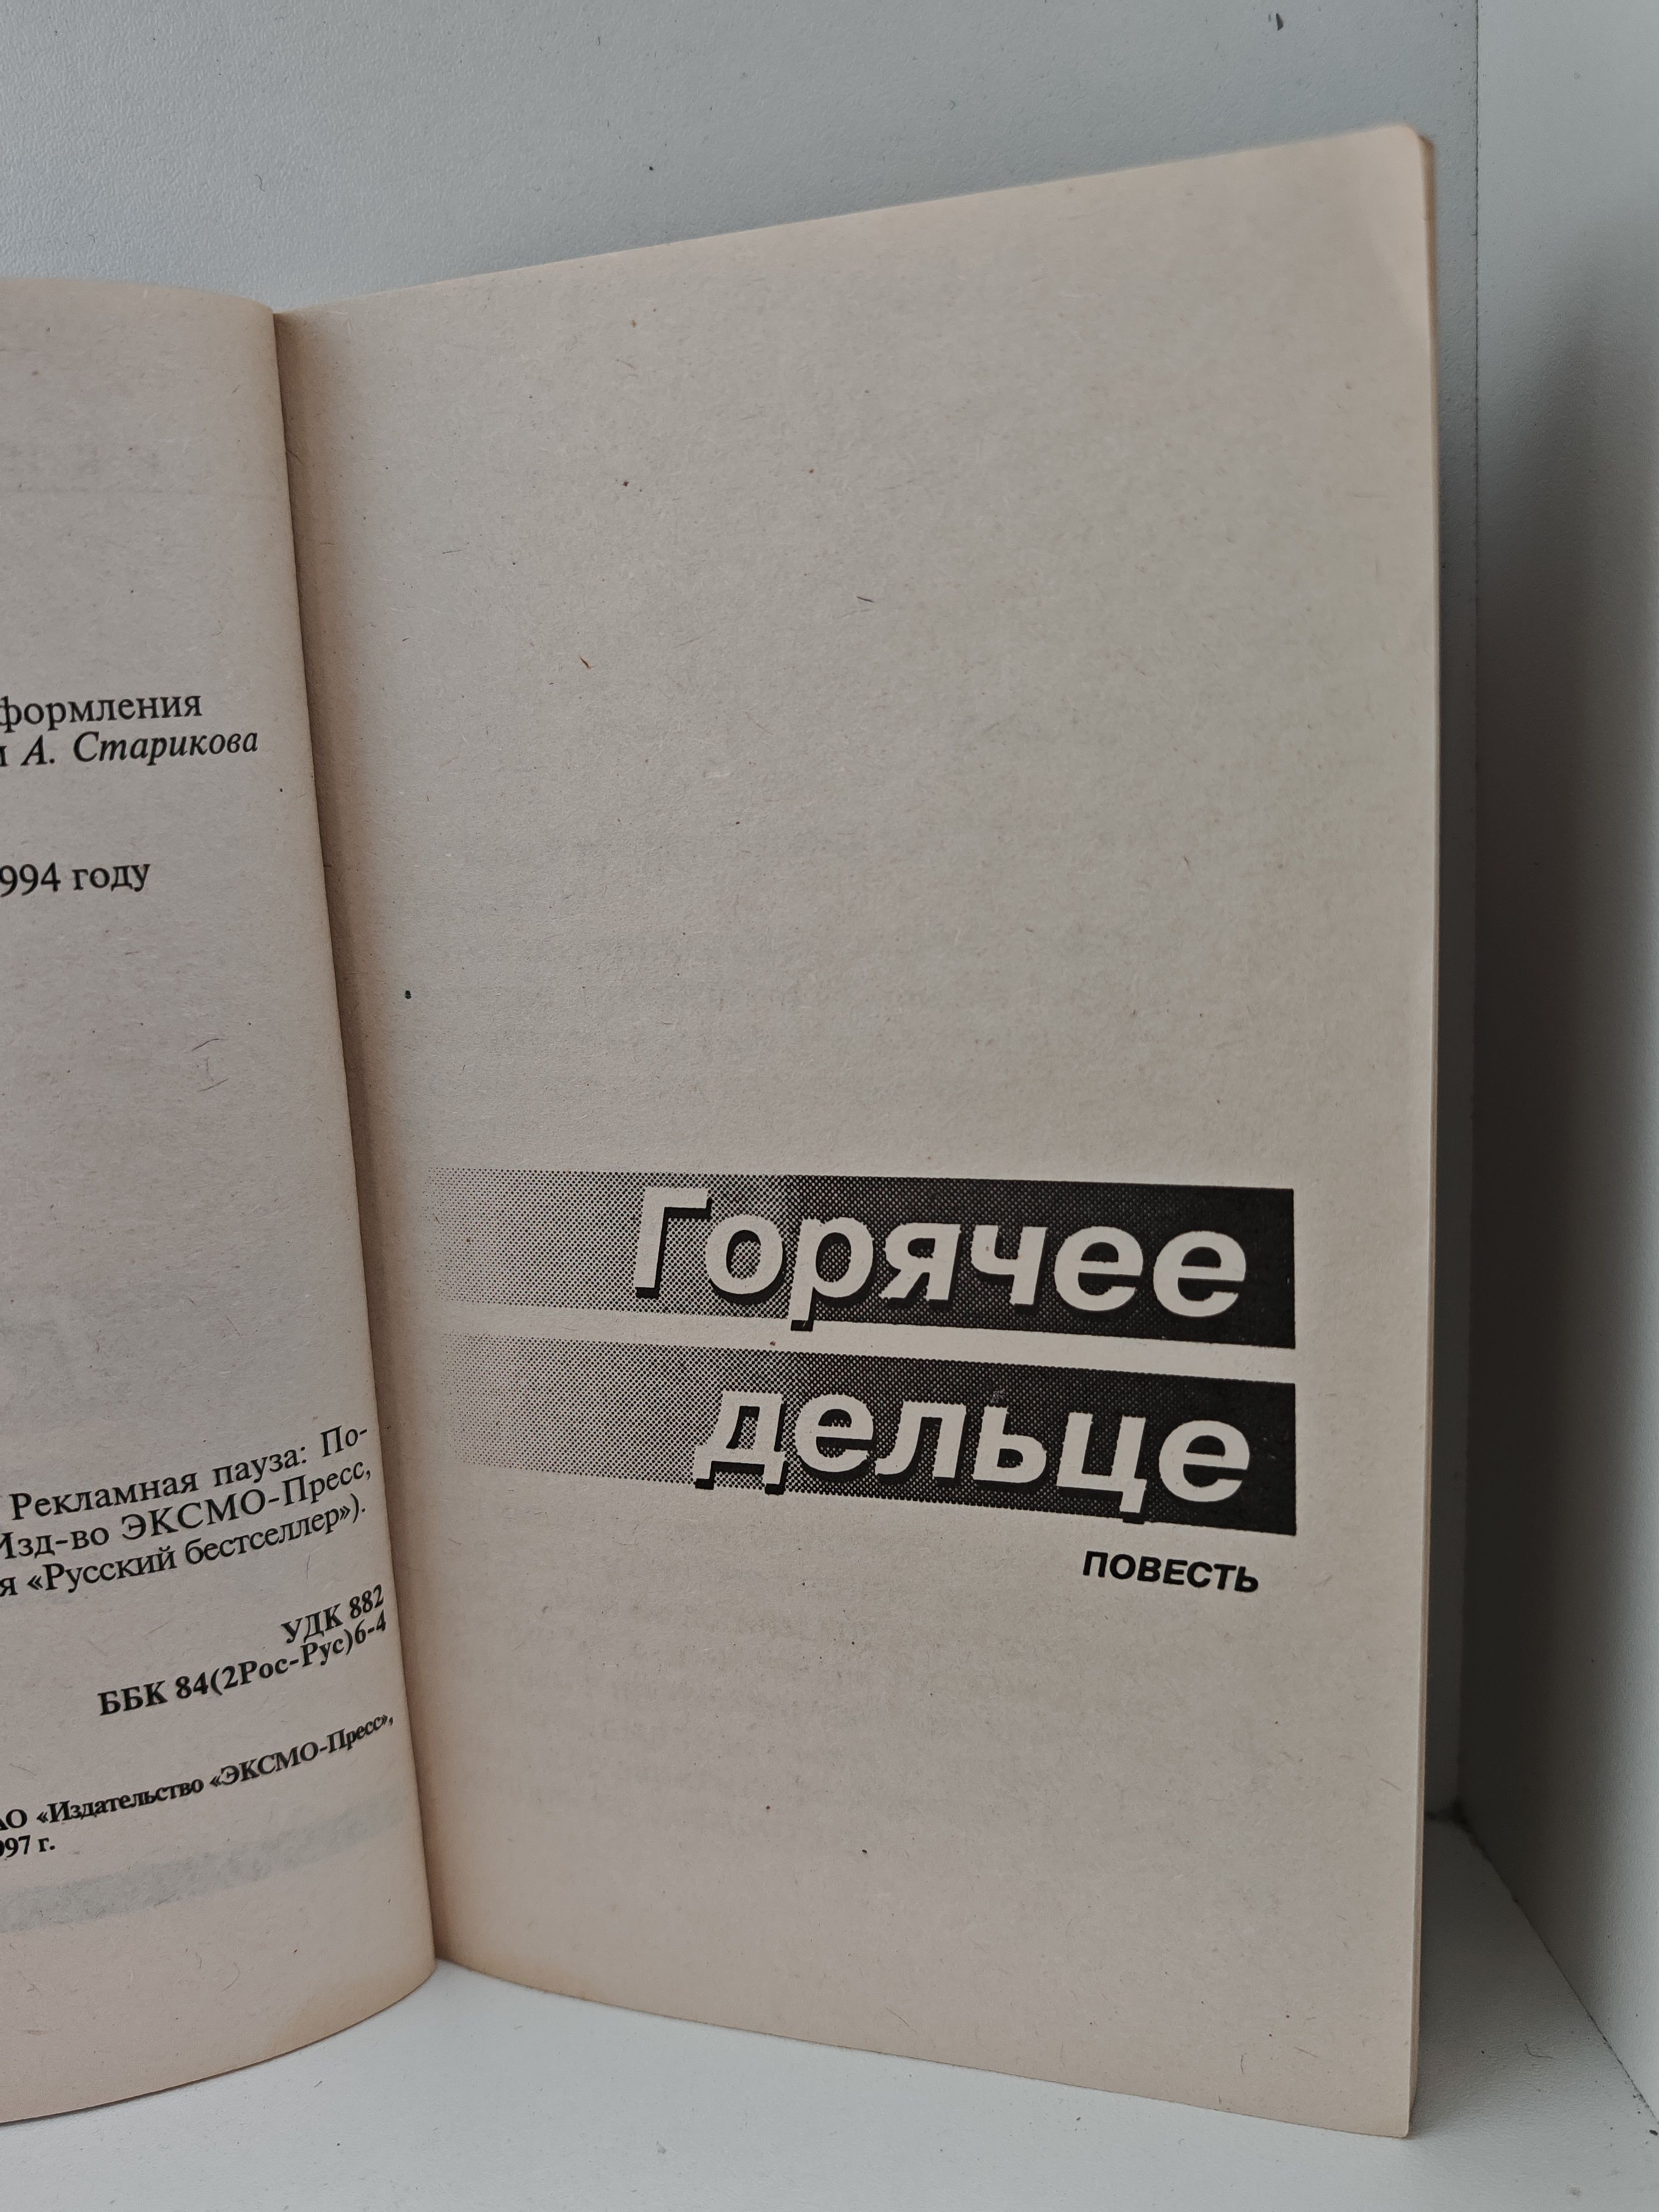 формления
А. Старикова
994 году
Рекламная пауза: По-
Изд-во ЭКСМО-Пресс,
я «Русский бестселлер»).
УДК 882
ББК 84(2Рос-Рус)6-4
АО «Издательство «ЭКСМО-Пресс»,
997 г.
Горячее
дельце
ПОВЕСТЬ